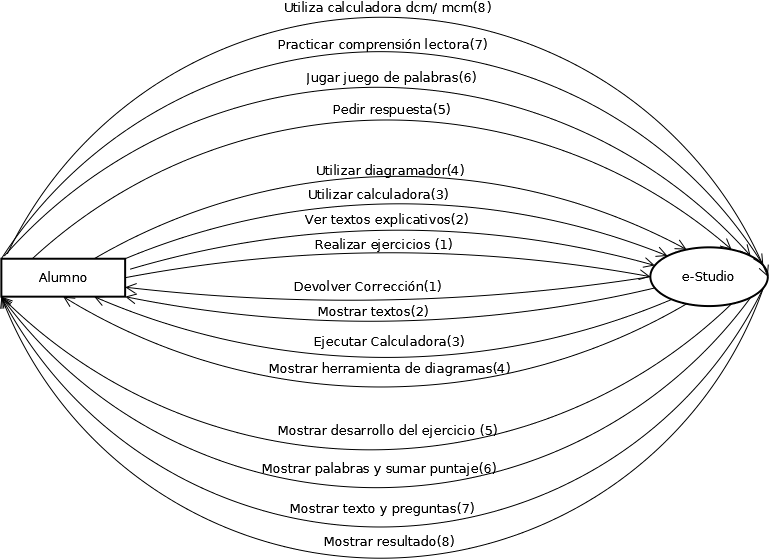 Utiliza calculadora dcm/ mcm(8)
Practicar comprensión lectora(7)
Jugar juego de palabras(6)
Pedir respuesta(5)
Utilizar diagramador(4)
Utilizar calculadora(3)
Ver textos explicativos(2)
Realizar ejercicios (1)
Alumno
e-Studio
Devolver Corrección(1)
Mostrar textos(2)
Ejecutar Calculadora(3)
Mostrar herramienta de diagramas(4)
Mostrar desarrollo del ejercicio (5)
Mostrar palabras y sumar puntaje(6)
Mostrar texto y preguntas(7)
Mostrar resultado(8)